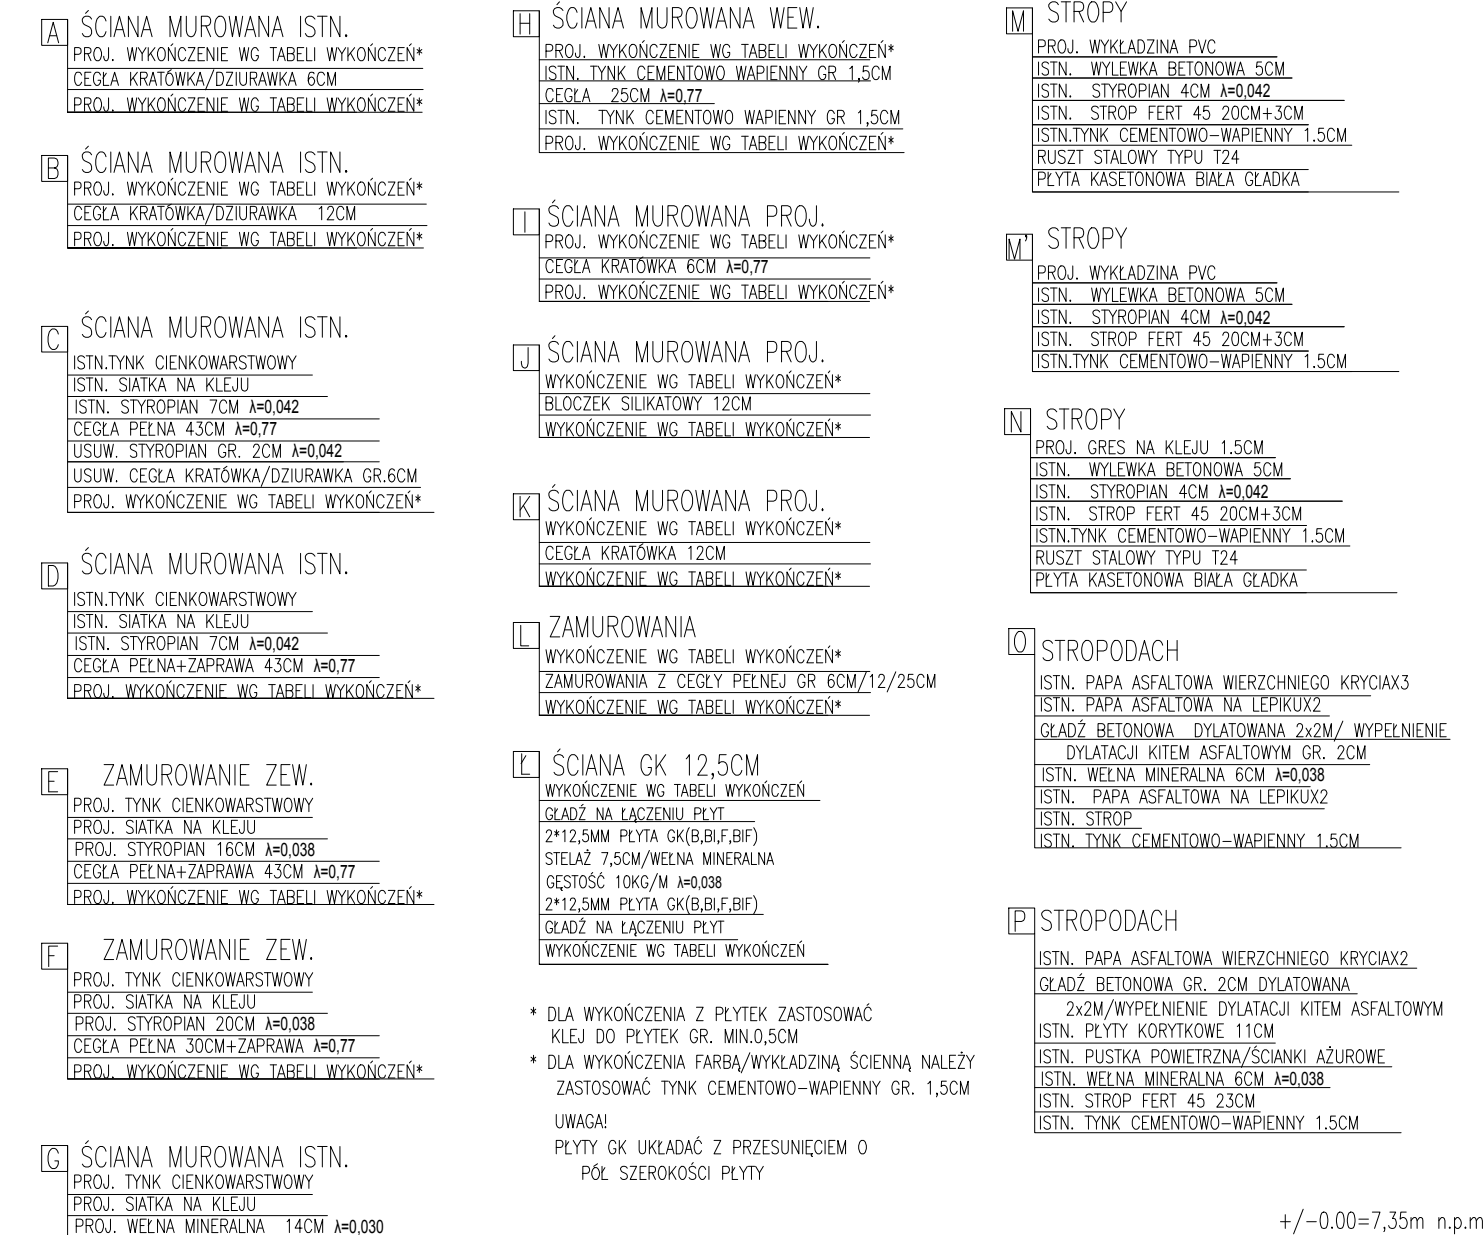 A ŚCIANA MUROWANA ISTN.
PROJ. WYKOŃCZENIE WG TABELI WYKOŃCZEŃ*
CEGŁA KRATÓWKA/DZIURAWKA 6CM
PROJ. WYKOŃCZENIE WG TABELI WYKOŃCZEŃ*
B ŚCIANA MUROWANA ISTN.
PROJ. WYKOŃCZENIE WG TABELI WYKOŃCZEŃ*
CEGŁA KRATÓWKA/DZIURAWKA 12CM
PROJ. WYKOŃCZENIE WG TABELI WYKOŃCZEŃ*
C ŚCIANA MUROWANA ISTN.
ISTN.TYNK CIENKOWARSTWOWY
ISTN. SIATKA NA KLEJU
ISTN. STYROPIAN 7CM λ=0,042
CEGŁA PEŁNA 43CM λ=0,77
USUW. STYROPIAN GR. 2CM λ=0,042
USUW. CEGŁA KRATÓWKA/DZIURAWKA GR.6CM
PROJ. WYKOŃCZENIE WG TABELI WYKOŃCZEŃ*
D ŚCIANA MUROWANA ISTN.
ISTN.TYNK CIENKOWARSTWOWY
ISTN. SIATKA NA KLEJU
ISTN. STYROPIAN 7CM λ=0,042
CEGŁA PEŁNA+ZAPRAWA 43CM λ=0,77
PROJ. WYKOŃCZENIE WG TABELI WYKOŃCZEŃ*
E ZAMUROWANIE ZEW.
PROJ. TYNK CIENKOWARSTWOWY
PROJ. SIATKA NA KLEJU
PROJ. STYROPIAN 16CM λ=0,038
CEGŁA PEŁNA+ZAPRAWA 43CM λ=0,77
PROJ. WYKOŃCZENIE WG TABELI WYKOŃCZEŃ*
F ZAMUROWANIE ZEW.
PROJ. TYNK CIENKOWARSTWOWY
PROJ. SIATKA NA KLEJU
PROJ. STYROPIAN 20CM λ=0,038
CEGŁA PEŁNA 30CM+ZAPRAWA λ=0,77
PROJ. WYKOŃCZENIE WG TABELI WYKOŃCZEŃ*
G ŚCIANA MUROWANA ISTN.
PROJ. TYNK CIENKOWARSTWOWY
PROJ. SIATKA NA KLEJU
PROJ. WEŁNA MINERALNA 14CM λ=0,030
H ŚCIANA MUROWANA WEW.
PROJ. WYKOŃCZENIE WG TABELI WYKOŃCZEŃ*
ISTN. TYNK CEMENTOWO WAPIENNY GR 1,5CM
CEGŁA 25CM λ=0,77
ISTN. TYNK CEMENTOWO WAPIENNY GR 1,5CM
PROJ. WYKOŃCZENIE WG TABELI WYKOŃCZEŃ*
I ŚCIANA MUROWANA PROJ.
PROJ. WYKOŃCZENIE WG TABELI WYKOŃCZEŃ*
CEGŁA KRATÓWKA 6CM λ=0,77
PROJ. WYKOŃCZENIE WG TABELI WYKOŃCZEŃ*
J ŚCIANA MUROWANA PROJ.
WYKOŃCZENIE WG TABELI WYKOŃCZEŃ*
BLOCZEK SILIKATOWY 12CM
WYKOŃCZENIE WG TABELI WYKOŃCZEŃ*
K ŚCIANA MUROWANA PROJ.
WYKOŃCZENIE WG TABELI WYKOŃCZEŃ*
CEGŁA KRATÓWKA 12CM
WYKOŃCZENIE WG TABELI WYKOŃCZEŃ*
L ZAMUROWANIA
WYKOŃCZENIE WG TABELI WYKOŃCZEŃ*
ZAMUROWANIA Z CEGŁY PEŁNEJ GR 6CM/12/25CM
WYKOŃCZENIE WG TABELI WYKOŃCZEŃ*
Ł ŚCIANA GK 12,5CM
WYKOŃCZENIE WG TABELI WYKOŃCZEŃ
GŁADŹ NA ŁĄCZENIU PŁYT
2*12,5MM PŁYTA GK(B,BI,F,BIF)
STELAŻ 7,5CM/WEŁNA MINERALNA
GĘSTOŚĆ 10KG/M λ=0,038
2*12,5MM PŁYTA GK(B,BI,F,BIF)
GŁADŹ NA ŁĄCZENIU PŁYT
WYKOŃCZENIE WG TABELI WYKOŃCZEŃ
* DLA WYKOŃCZENIA Z PŁYTEK ZASTOSOWAĆ
KLEJ DO PŁYTEK GR. MIN.0,5CM
* DLA WYKOŃCZENIA FARBĄ/WYKŁADZINĄ ŚCIENNĄ NALEŻY
ZASTOSOWAĆ TYNK CEMENTOWO-WAPIENNY GR. 1,5CM
UWAGA!
PŁYTY GK UKŁADAĆ Z PRZESUNIĘCIEM O
PÓŁ SZEROKOŚCI PŁYTY
M STROPY
PROJ. WYKŁADZINA PVC
ISTN. WYLEWKA BETONOWA 5CM
ISTN. STYROPIAN 4CM λ=0,042
ISTN. STROP FERT 45 20CM+3CM
ISTN.TYNK CEMENTOWO-WAPIENNY 1.5CM
RUSZT STALOWY TYPU T24
PŁYTA KASETONOWA BIAŁA GŁADKA
M' STROPY
PROJ. WYKŁADZINA PVC
ISTN. WYLEWKA BETONOWA 5CM
ISTN. STYROPIAN 4CM λ=0,042
ISTN. STROP FERT 45 20CM+3CM
ISTN.TYNK CEMENTOWO-WAPIENNY 1.5CM
N STROPY
PROJ. GRES NA KLEJU 1.5CM
ISTN. WYLEWKA BETONOWA 5CM
ISTN. STYROPIAN 4CM λ=0,042
ISTN. STROP FERT 45 20CM+3CM
ISTN.TYNK CEMENTOWO-WAPIENNY 1.5CM
RUSZT STALOWY TYPU T24
PŁYTA KASETONOWA BIAŁA GŁADKA
O STROPODACH
ISTN. PAPA ASFALTOWA WIERZCHNIEGO KRYCIAX3
ISTN. PAPA ASFALTOWA NA LEPIKUX2
GŁADŹ BETONOWA DYLATOWANA 2x2M/ WYPEŁNIENIE
DYLATACJI KITEM ASFALTOWYM GR. 2CM
ISTN. WEŁNA MINERALNA 6CM λ=0,038
ISTN. PAPA ASFALTOWA NA LEPIKUX2
ISTN. STROP
ISTN. TYNK CEMENTOWO-WAPIENNY 1.5CM
P STROPODACH
ISTN. PAPA ASFALTOWA WIERZCHNIEGO KRYCIAX2
GŁADŹ BETONOWA GR. 2CM DYLATOWANA
2x2M/WYPEŁNIENIE DYLATACJI KITEM ASFALTOWYM
ISTN. PŁYTY KORYTKOWE 11CM
ISTN. PUSTKA POWIETRZNA/ŚCIANKI AŻUROWE
ISTN. WEŁNA MINERALNA 6CM λ=0,038
ISTN. STROP FERT 45 23CM
ISTN. TYNK CEMENTOWO-WAPIENNY 1.5CM
+/-0.00=7,35m n.p.m